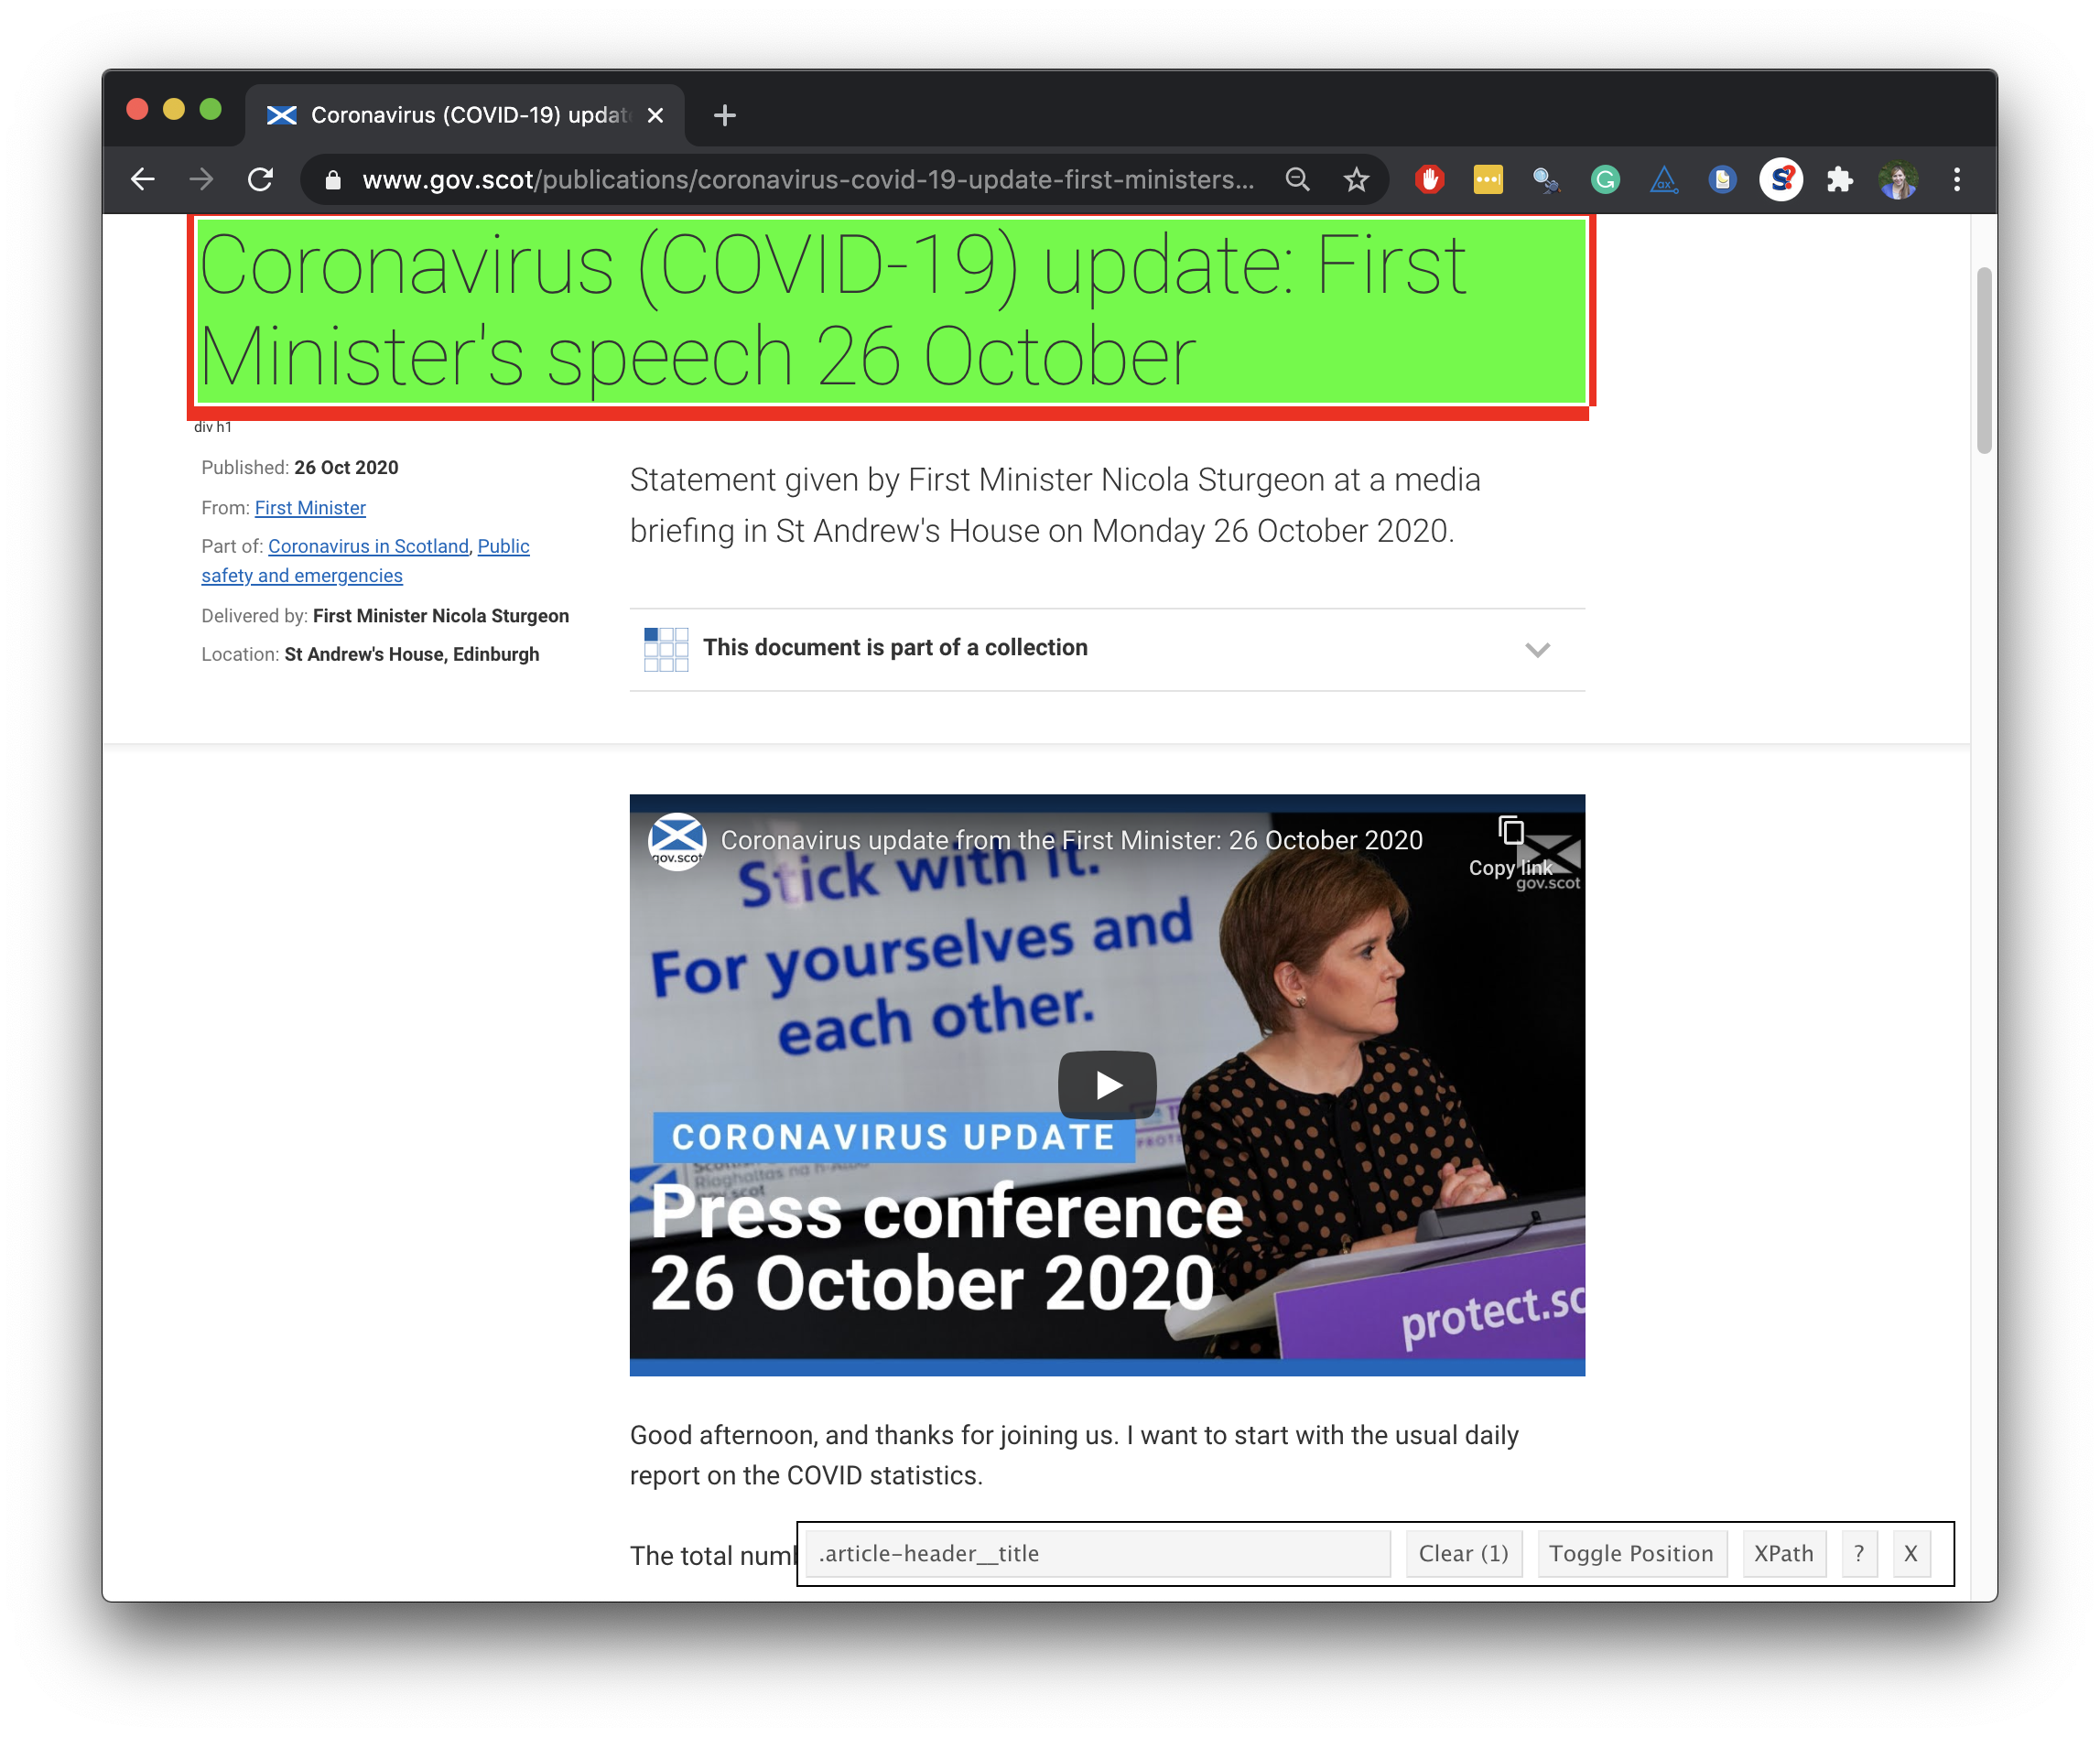 Coronavirus (COVID-19) updat
www.gov.scot/publications/coronavirus-covid-19-update-first-ministers...
Coronavirus (COVID-19) update: First
Minister's speech 26 October
div h1
Published: 26 Oct 2020
From: First Minister
Part of: Coronavirus in Scotland, Public
safety and emergencies
Delivered by: First Minister Nicola Sturgeon
Location: St Andrew's House, Edinburgh
Statement given by First Minister Nicola Sturgeon at a media
briefing in St Andrew's House on Monday 26 October 2020.
This document is part of a collection
gov.scot
Coronavirus update from the First Minister: 26 October 2020
Copy link
gov.scot
Stick with it.
For yourselves and
each other.
CORONAVIRUS UPDATE
Riaghaltas na h-Alba
gov.scot
Press conference
26 October 2020
protect.sc
Good afternoon, and thanks for joining us. I want to start with the usual daily
report on the COVID statistics.
The total numb
.article-header__title
Clear (1)
Toggle Position
XPath
?
X